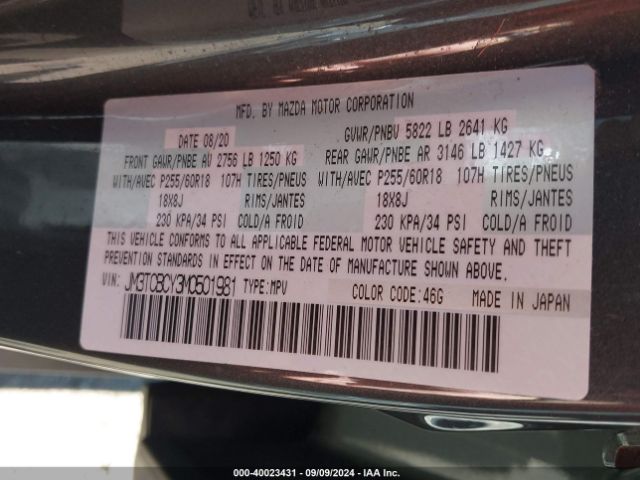 MFD. BY MAZDA MOTOR CORPORATION
DATE 08/20 GVWR/PNBV 5822 LB 2641 KG
FRONT GAWR/PNBE AV 2756 LB 1250 KG REAR GAWR/PNBE AR 3146 LB 1427 KG
WITH/AVEC P255/60R18 107H TIRES/PNEUS WITH/AVEC P255/60R18 107H TIRES/PNEUS
18X8J RIMS/JANTES 18X8J RIMS/JANTES
230 KPA/34 PSI COLD/A FROID 230 KPA/34 PSI COLD/A FROID
THIS VEHICLE CONFORMS TO ALL APPLICABLE FEDERAL MOTOR VEHICLE SAFETY AND THEFT
PREVENTION STANDARDS IN EFFECT ON THE DATE OF MANUFACTURE SHOWN ABOVE.
VIN: JM3TCBCY3M0501981 TYPE:MPV COLOR CODE:46G MADE IN JAPAN
000-40023431 - 09/09/2024 - IAA Inc.